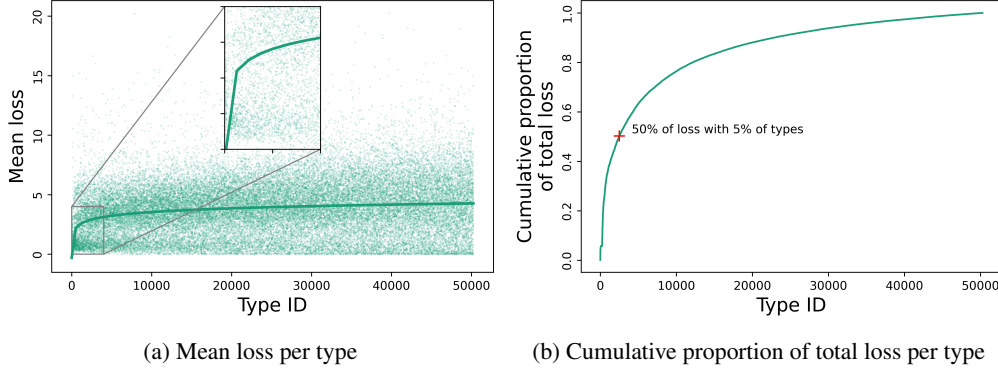 20
15
10
5
0
Mean loss
0
10000
20000
30000
40000
50000
Type ID
(a) Mean loss per type
1.0
0.8
0.6
0.4
0.2
0.0
Cumulative proportion
of total loss
50% of loss with 5% of types
0
10000
20000
30000
40000
50000
Type ID
(b) Cumulative proportion of total loss per type